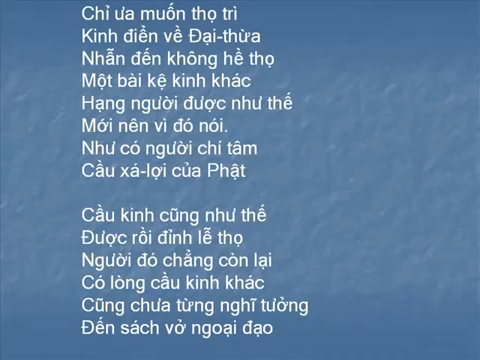 Chỉ ưa muốn thọ trì
Kinh điển về Đại-thừa
Nhẫn đến không hề thọ
Một bài kệ kinh khác
Hạng người được như thế
Mới nên vì đó nói.
Như có người chí tâm
Cầu xá-lợi của Phật

Cầu kinh cũng như thế
Được rồi đỉnh lễ thọ
Người đó chẳng còn lại
Có lòng cầu kinh khác
Cũng chưa từng nghĩ tưởng
Đến sách vở ngoại đạo